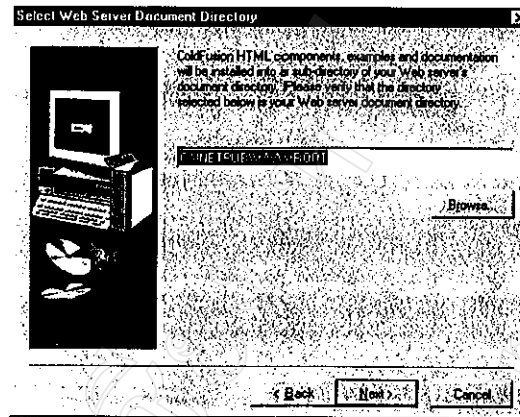 Select Web Server Document Directory
ColdFusion HTML components, examples and documentation
will be installed into a sub-directory of your Web server's
document directory. Please verify that the directory
selected below is your Web server document directory.
C:\INETPUB\WWWROOT
Browse...
< Back
Next >
Cancel